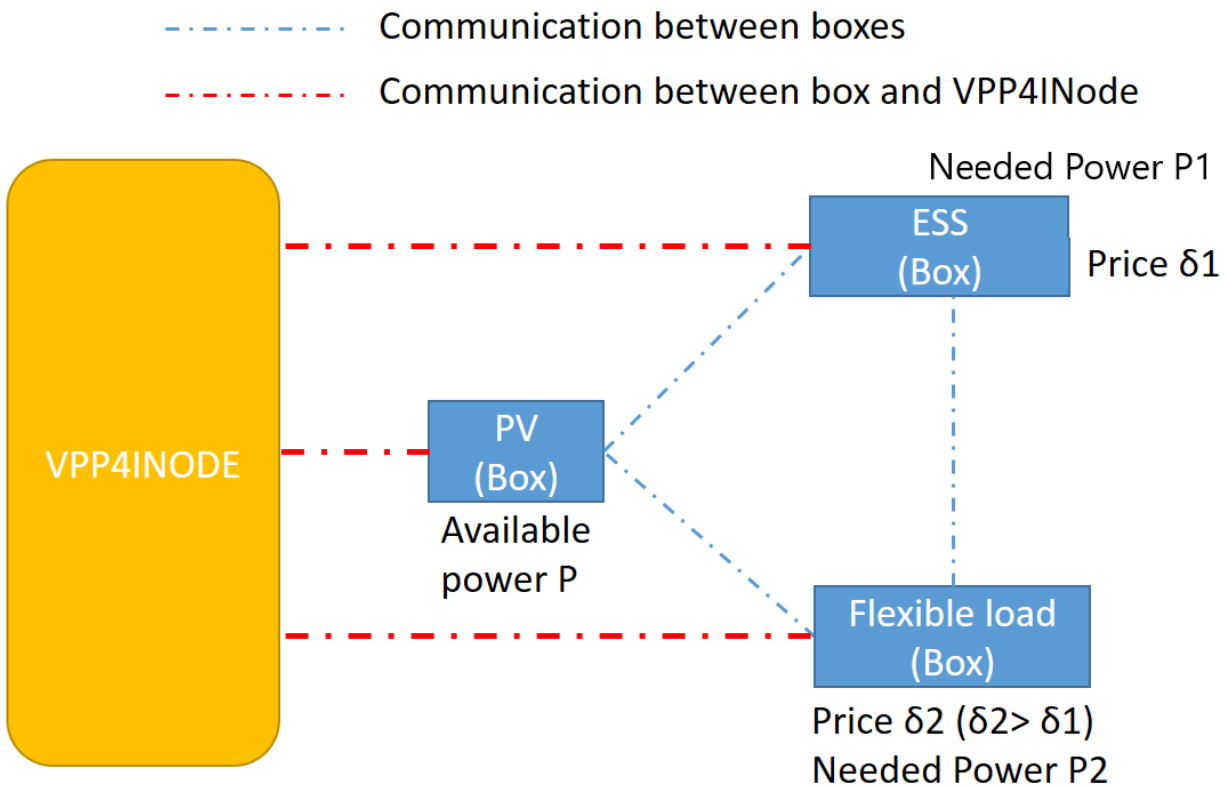 Communication between boxes
Communication between box and VPP4INode
Needed Power P1
ESS
(Box)
Price δ1
VPP4INODE
PV
(Box)
Available
power P
Flexible load
(Box)
Price δ2 (δ2> δ1)
Needed Power P2